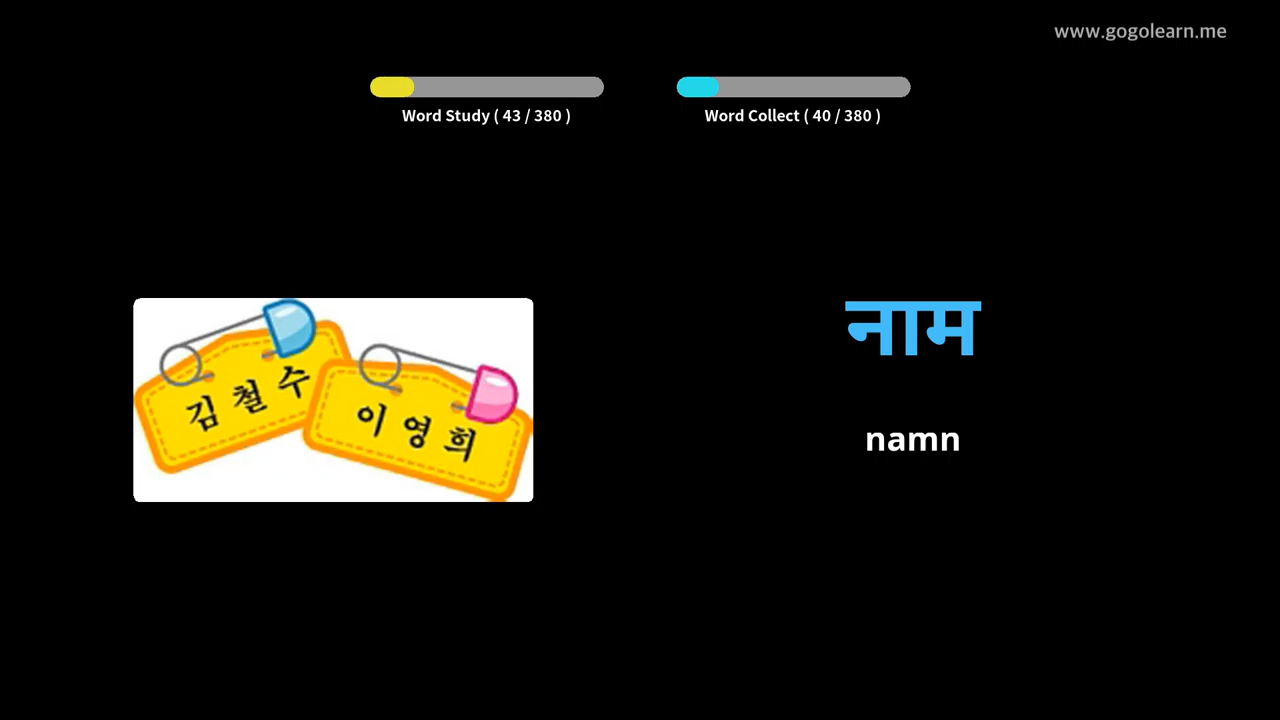 www.gogolearn.me
Word Study ( 43 / 380 )
Word Collect ( 40 / 380 )
김철수
이영희
नाम
namn